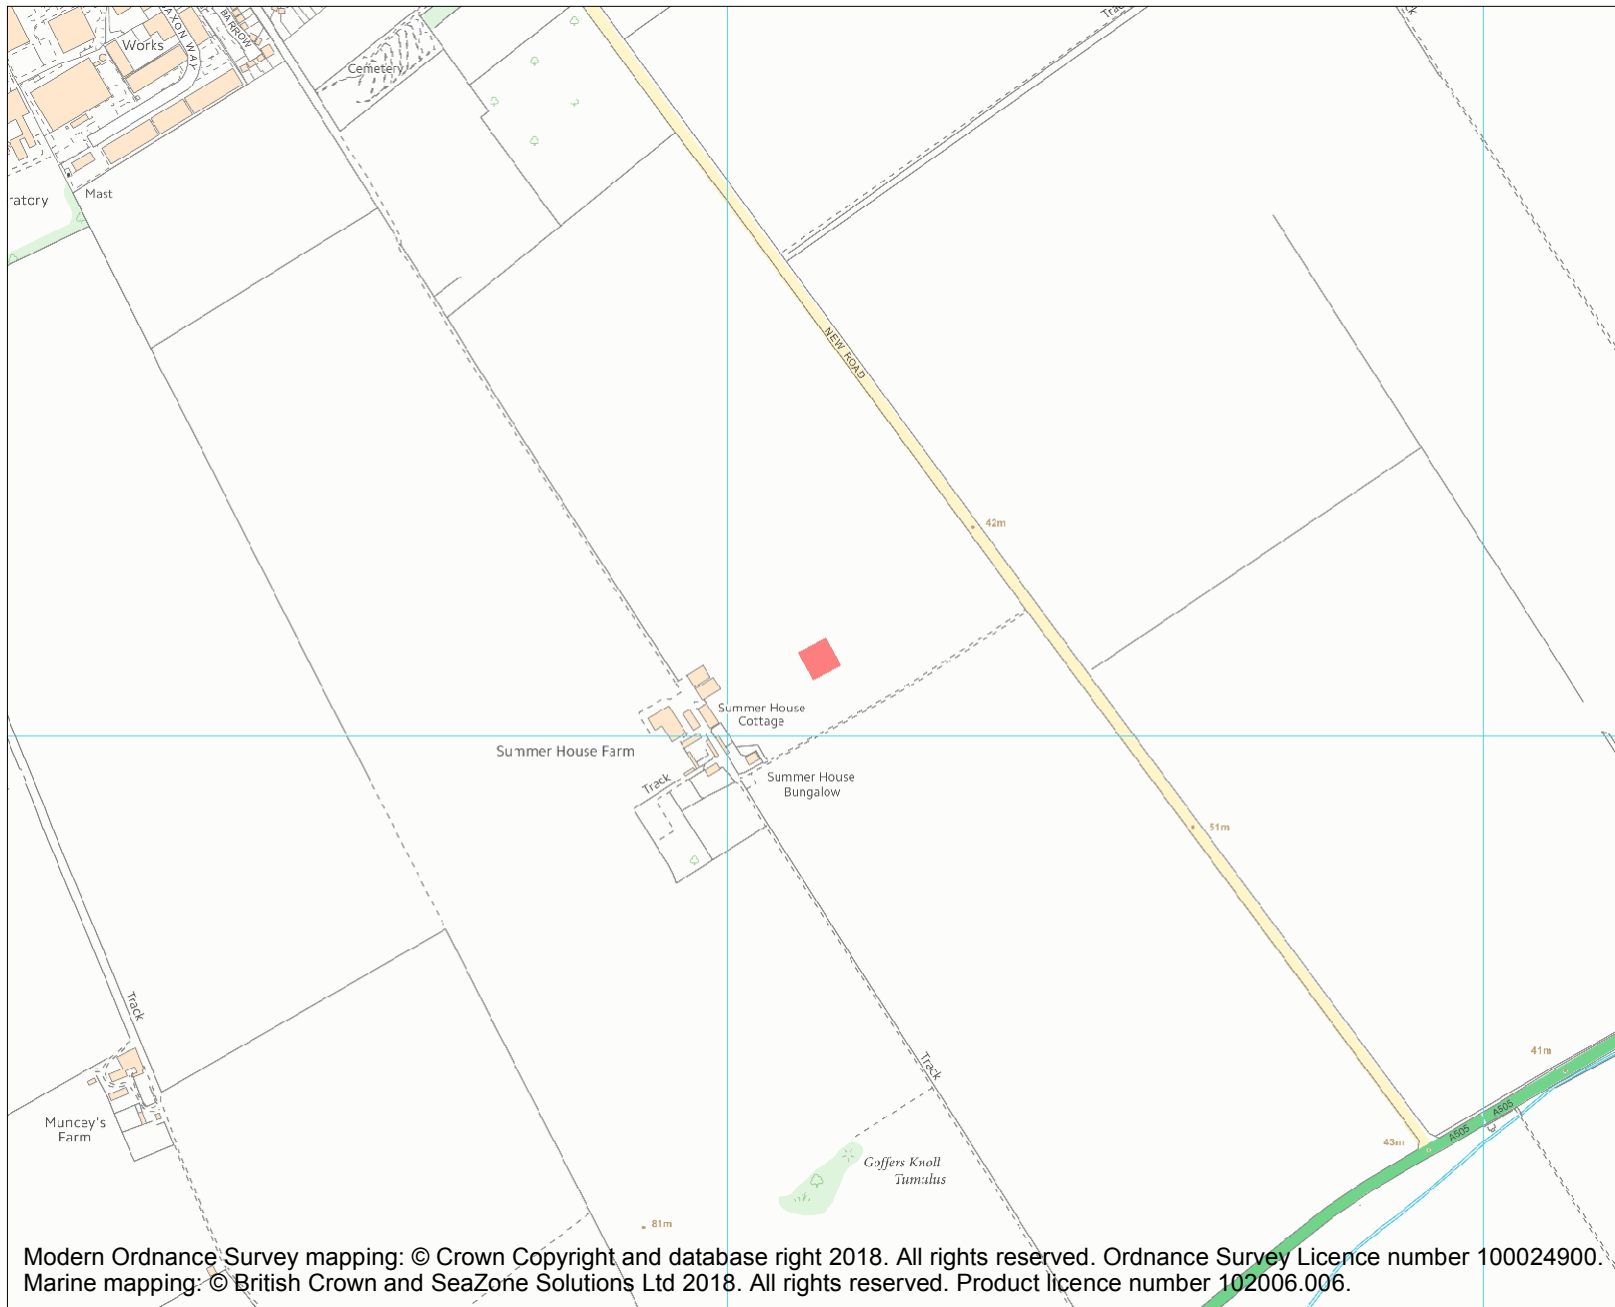 Works
AXON WAY
BARROW
Cemetery
Track
ratory
Mast
NEW ROAD
42m
Summer House
Cottage
Summer House Farm
Track
Summer House
Bungalow
51m
Track
Muncey's
Farm
Track
41m
A505
A505
43m
Goffers Knoll
Tumulus
81m
Modern Ordnance Survey mapping: © Crown Copyright and database right 2018. All rights reserved. Ordnance Survey Licence number 100024900.
Marine mapping: © British Crown and SeaZone Solutions Ltd 2018. All rights reserved. Product licence number 102006.006.